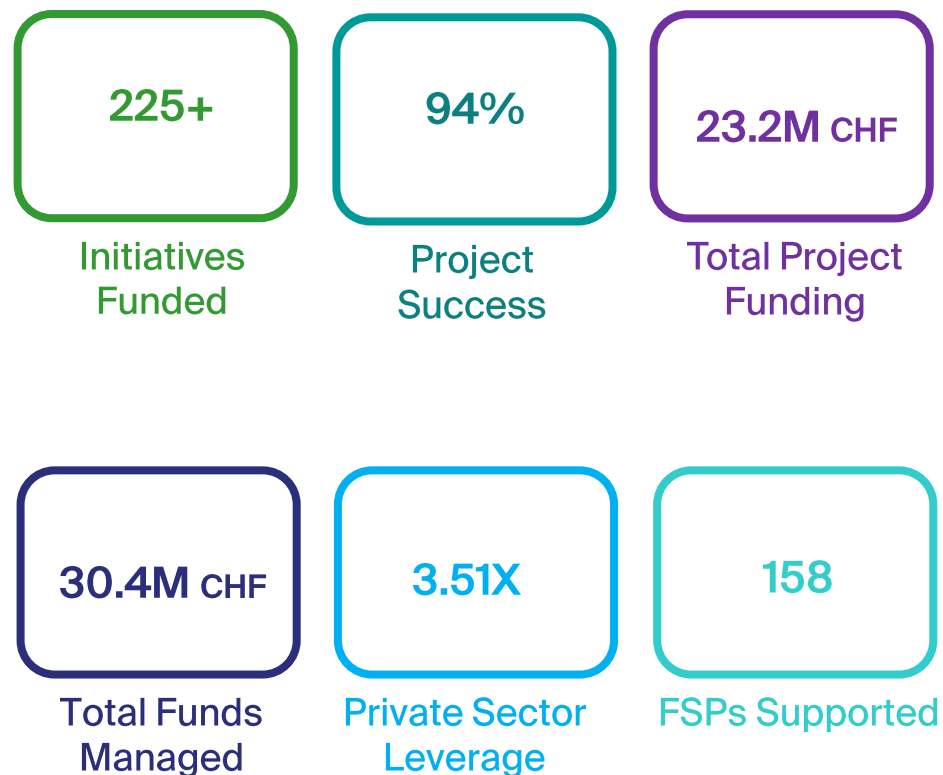 225+
Initiatives
Funded
94%
Project
Success
23.2M CHF
Total Project
Funding
30.4M CHF
Total Funds
Managed
3.51X
Private Sector
Leverage
158
FSPs Supported